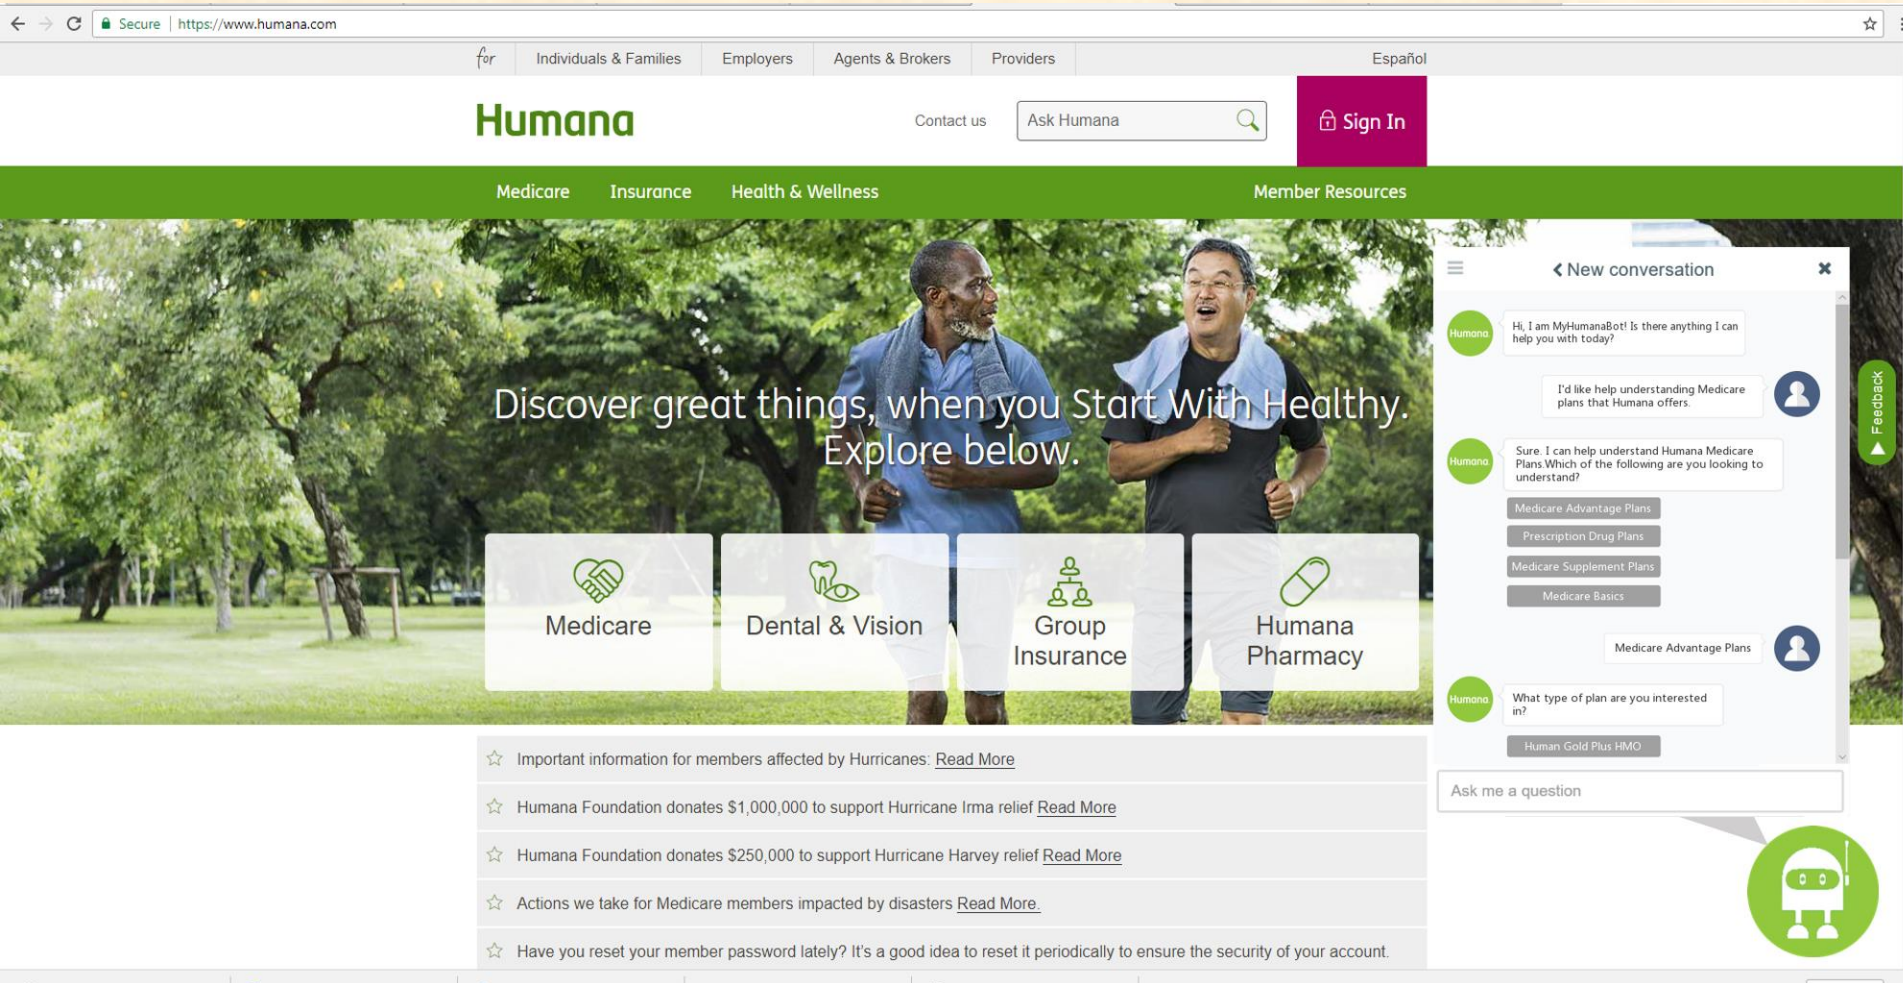 Secure | https://www.humana.com
for Individuals & Families Employers Agents & Brokers Providers Español
Humana
Contact us
Ask Humana
Sign In
Medicare Insurance Health & Wellness Member Resources
Discover great things, when you Start With Healthy.
Explore below.
Medicare
Dental & Vision
Group
Insurance
Humana
Pharmacy
Important information for members affected by Hurricanes: Read More
Humana Foundation donates $1,000,000 to support Hurricane Irma relief Read More
Humana Foundation donates $250,000 to support Hurricane Harvey relief Read More
Actions we take for Medicare members impacted by disasters Read More.
Have you reset your member password lately? It's a good idea to reset it periodically to ensure the security of your account.
New conversation
Humana
Hi, I am MyHumanaBot! Is there anything I can
help you with today?
I'd like help understanding Medicare
plans that Humana offers.
Humana
Sure. I can help understand Humana Medicare
Plans.Which of the following are you looking to
understand?
Medicare Advantage Plans
Prescription Drug Plans
Medicare Supplement Plans
Medicare Basics
Medicare Advantage Plans
Humana
What type of plan are you interested
in?
Human Gold Plus HMO
Ask me a question
Feedback